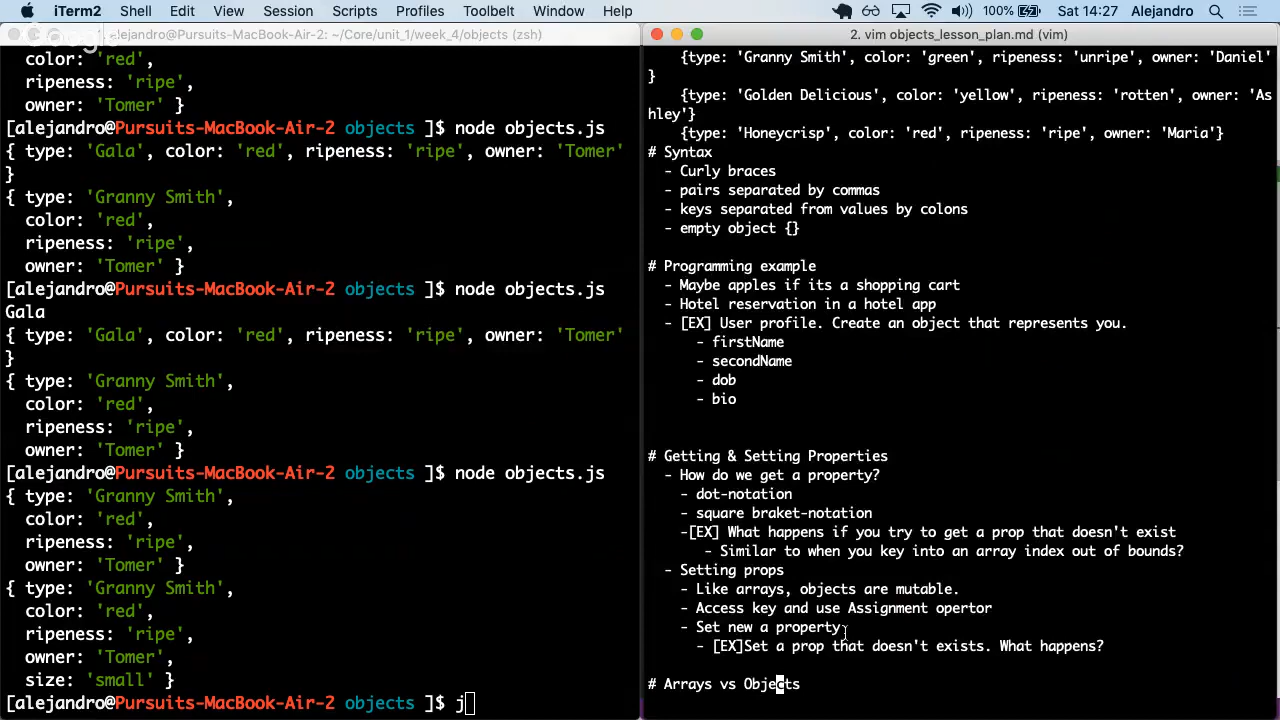 iTerm2 Shell Edit View Session Scripts Profiles Toolbelt Window Help 100% Sat 14:27 Alejandro
Google
alejandro@Pursuits-MacBook-Air-2: ~/Core/unit_1/week_4/objects (zsh)
color: 'red',
ripeness: 'ripe',
owner: 'Tomer' }
[alejandro@Pursuits-MacBook-Air-2 objects ]$ node objects.js
{ type: 'Gala', color: 'red', ripeness: 'ripe', owner: 'Tomer'
}
{ type: 'Granny Smith',
color: 'red',
ripeness: 'ripe',
owner: 'Tomer' }
[alejandro@Pursuits-MacBook-Air-2 objects ]$ node objects.js
Gala
{ type: 'Gala', color: 'red', ripeness: 'ripe', owner: 'Tomer'
}
{ type: 'Granny Smith',
color: 'red',
ripeness: 'ripe',
owner: 'Tomer' }
[alejandro@Pursuits-MacBook-Air-2 objects ]$ node objects.js
{ type: 'Granny Smith',
color: 'red',
ripeness: 'ripe',
owner: 'Tomer' }
{ type: 'Granny Smith',
color: 'red',
ripeness: 'ripe',
owner: 'Tomer',
size: 'small' }
[alejandro@Pursuits-MacBook-Air-2 objects ]$ j
2. vim objects_lesson_plan.md (vim)
{type: 'Granny Smith', color: 'green', ripeness: 'unripe', owner: 'Daniel'
}
{type: 'Golden Delicious', color: 'yellow', ripeness: 'rotten', owner: 'As
hley'}
{type: 'Honeycrisp', color: 'red', ripeness: 'ripe', owner: 'Maria'}
# Syntax
- Curly braces
- pairs separated by commas
- keys separated from values by colons
- empty object {}
# Programming example
- Maybe apples if its a shopping cart
- Hotel reservation in a hotel app
- [EX] User profile. Create an object that represents you.
- firstName
- secondName
- dob
- bio
# Getting & Setting Properties
- How do we get a property?
- dot-notation
- square braket-notation
-[EX] What happens if you try to get a prop that doesn't exist
- Similar to when you key into an array index out of bounds?
- Setting props
- Like arrays, objects are mutable.
- Access key and use Assignment opertor
- Set new a property
- [EX]Set a prop that doesn't exists. What happens?
# Arrays vs Objects